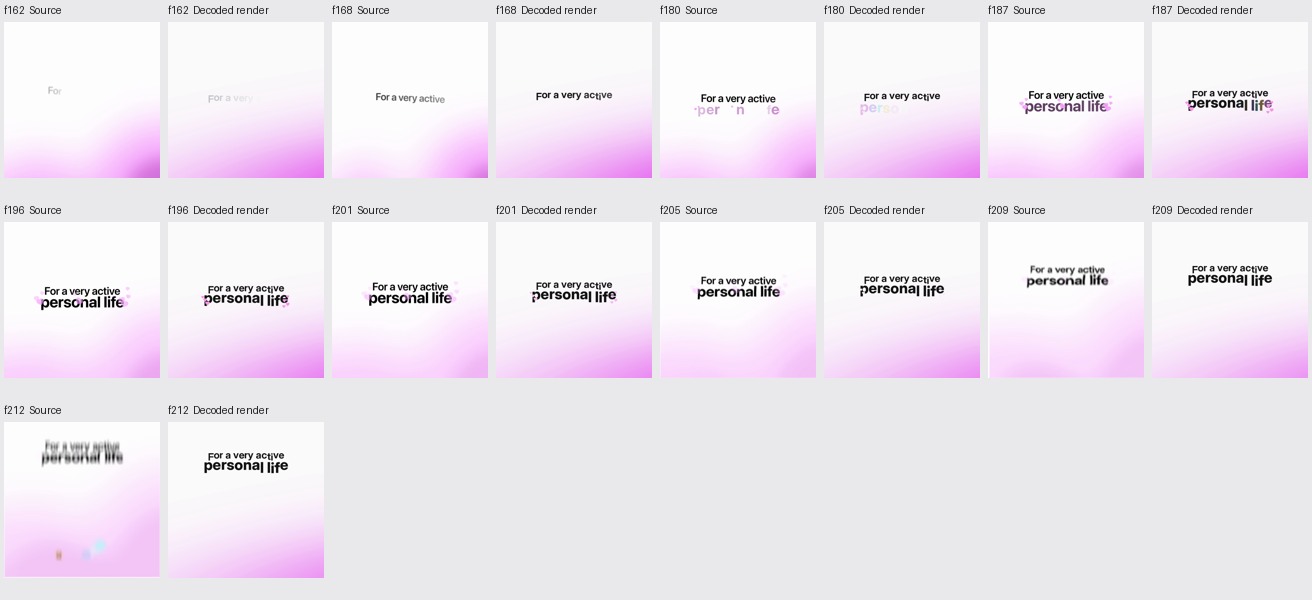 f162 Source
f162 Decoded render
f168 Source
f168 Decoded render
f180 Source
f180 Decoded render
f187 Source
f187 Decoded render
For
For a very
For a very active
For a very active
For a very active
per n fe
For a very active
perso
For a very active
personal life
For a very active
personal life
f196 Source
f196 Decoded render
f201 Source
f201 Decoded render
f205 Source
f205 Decoded render
f209 Source
f209 Decoded render
For a very active
personal life
For a very active
personal life
For a very active
personal life
For a very active
personal life
For a very active
personal life
For a very active
personal life
For a very active
personal life
For a very active
personal life
f212 Source
f212 Decoded render
For a very active
personal life
For a very active
personal life